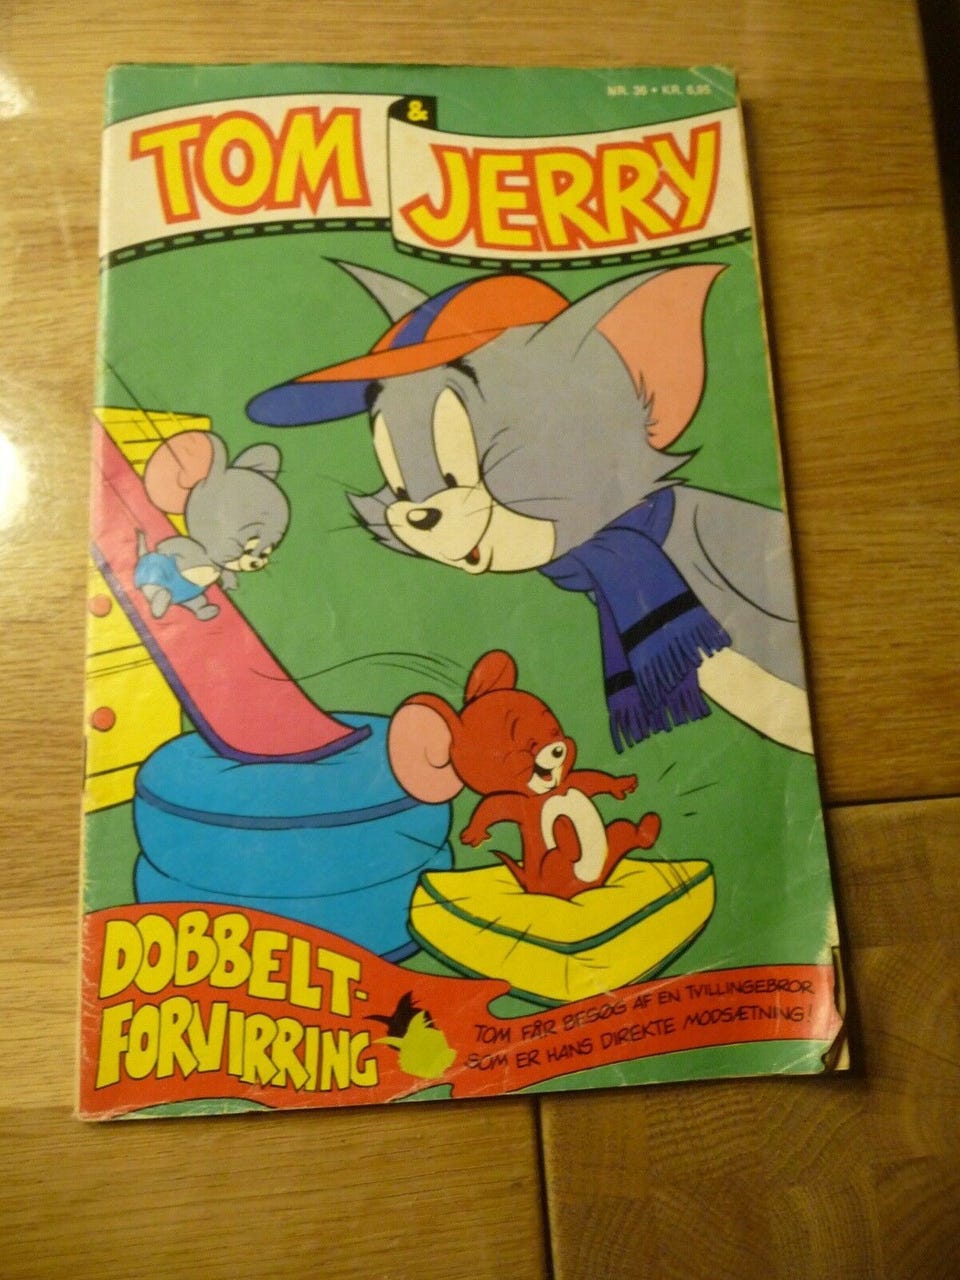 NR. 36 • KR. 6,95
TOM & JERRY
DOBBELT-
FORVIRRING
TOM FÅR BESØG AF EN TVILLINGEBROR
SOM ER HANS DIREKTE MODSÆTNING!